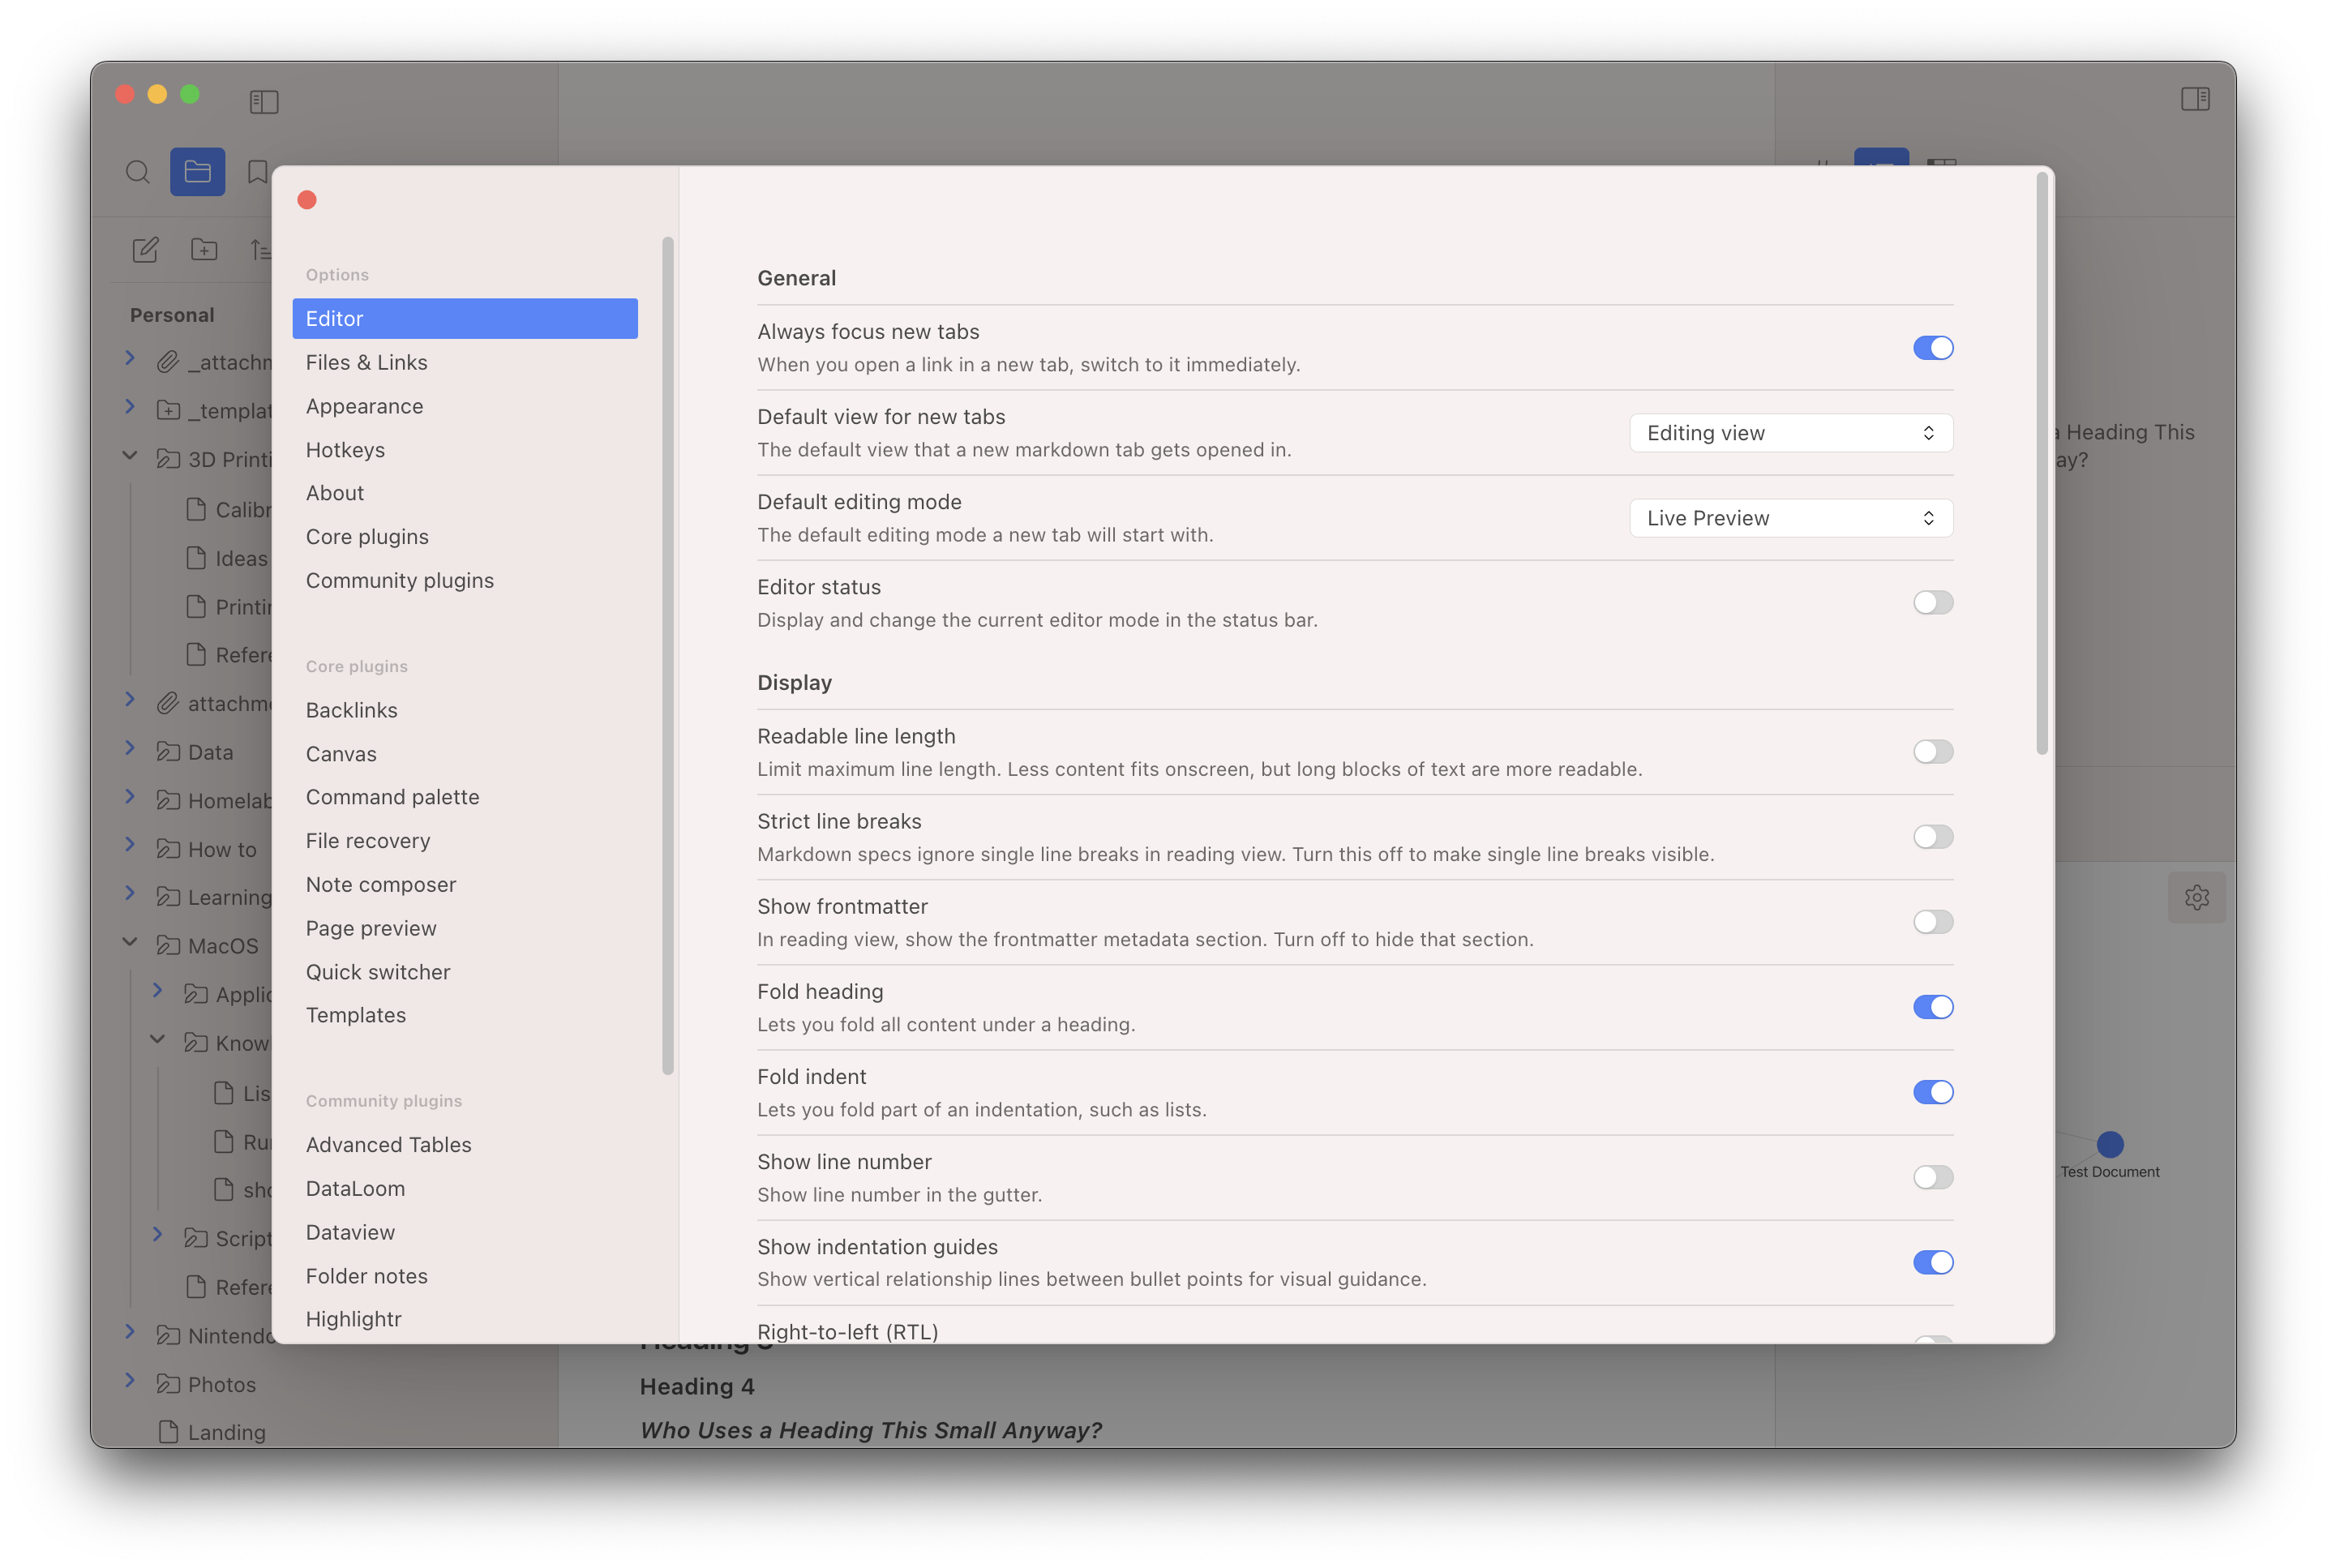 Personal
_attachm
_templat
3D Printi
Calibr
Ideas
Printin
Refere
attachme
Data
Homelab
How to
Learning
MacOS
Applic
Know
Lis
Run
sho
Script
Refere
Nintendo
Photos
Landing
Options
Editor
Files & Links
Appearance
Hotkeys
About
Core plugins
Community plugins
Core plugins
Backlinks
Canvas
Command palette
File recovery
Note composer
Page preview
Quick switcher
Templates
Community plugins
Advanced Tables
DataLoom
Dataview
Folder notes
Highlightr
General
Always focus new tabs
When you open a link in a new tab, switch to it immediately.
Default view for new tabs
The default view that a new markdown tab gets opened in.
Editing view
Default editing mode
The default editing mode a new tab will start with.
Live Preview
Editor status
Display and change the current editor mode in the status bar.
Display
Readable line length
Limit maximum line length. Less content fits onscreen, but long blocks of text are more readable.
Strict line breaks
Markdown specs ignore single line breaks in reading view. Turn this off to make single line breaks visible.
Show frontmatter
In reading view, show the frontmatter metadata section. Turn off to hide that section.
Fold heading
Lets you fold all content under a heading.
Fold indent
Lets you fold part of an indentation, such as lists.
Show line number
Show line number in the gutter.
Show indentation guides
Show vertical relationship lines between bullet points for visual guidance.
Right-to-left (RTL)
Heading 4
Who Uses a Heading This Small Anyway?
a Heading This
ay?
Test Document